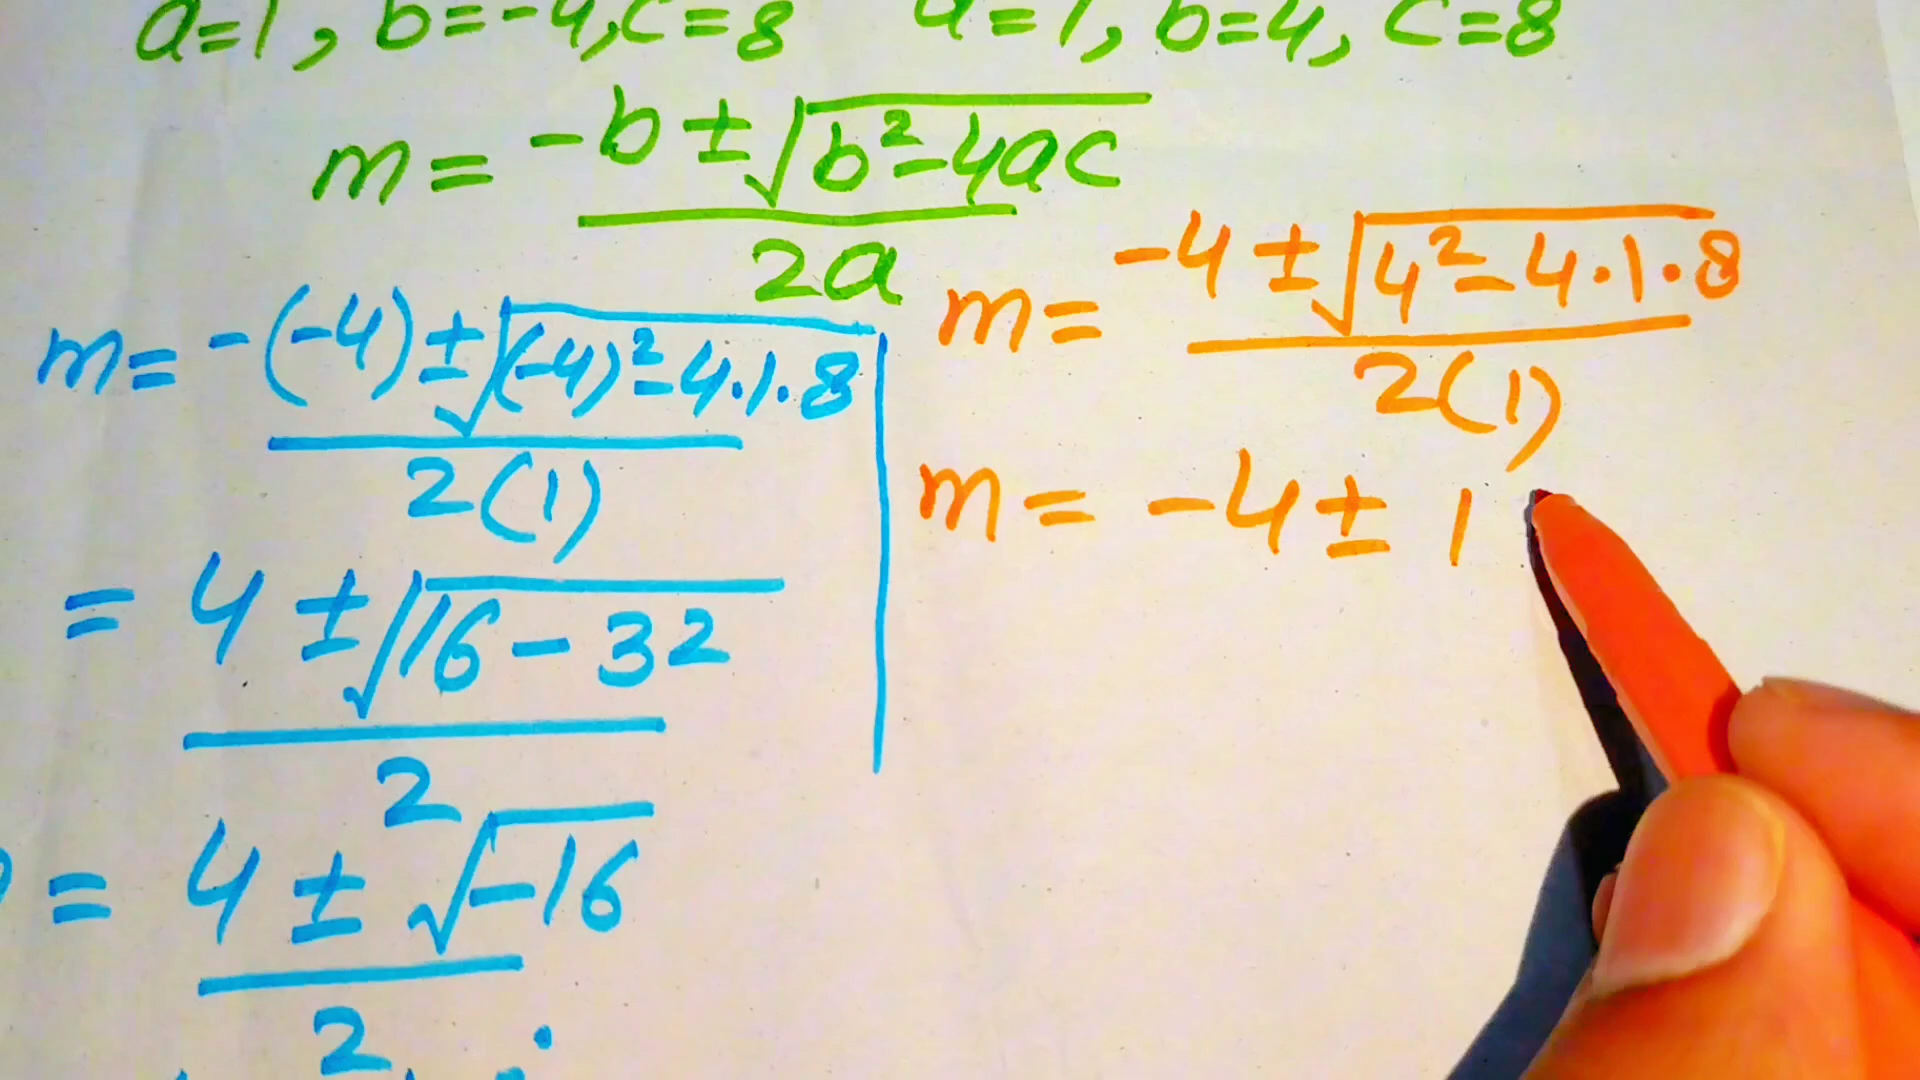 a=1, b=-4, c=8 a=1, b=4, c=8
m = -b ± √b²-4ac
2a
m = -(-4) ± √(-4)²-4.1.8
2(1)
= 4 ± √16-32
2
= 4 ± √-16
2
m = -4 ± √4²-4.1.8
2(1)
m = -4 ± 1